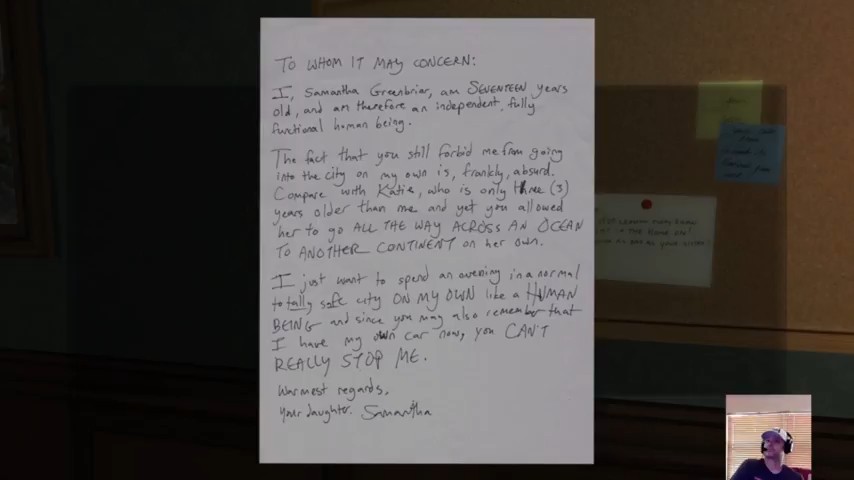 TO WHOM IT MAY CONCERN:
I, Samantha Greenbriar, am SEVENTEEN years
old, and am therefore an independent, fully
functional human being.
The fact that you still forbid me from going
into the city on my own is, frankly, absurd.
Compare with Katie, who is only three (3)
years older than me and yet you allowed
her to go ALL THE WAY ACROSS AN OCEAN
TO ANOTHER CONTINENT on her own.
I just want to spend an evening in a normal
totally safe city ON MY OWN like a HUMAN
BEING and since you may also remember that
I have my own car now, you CAN'T
REALLY STOP ME.
Warmest regards,
your daughter. Samantha